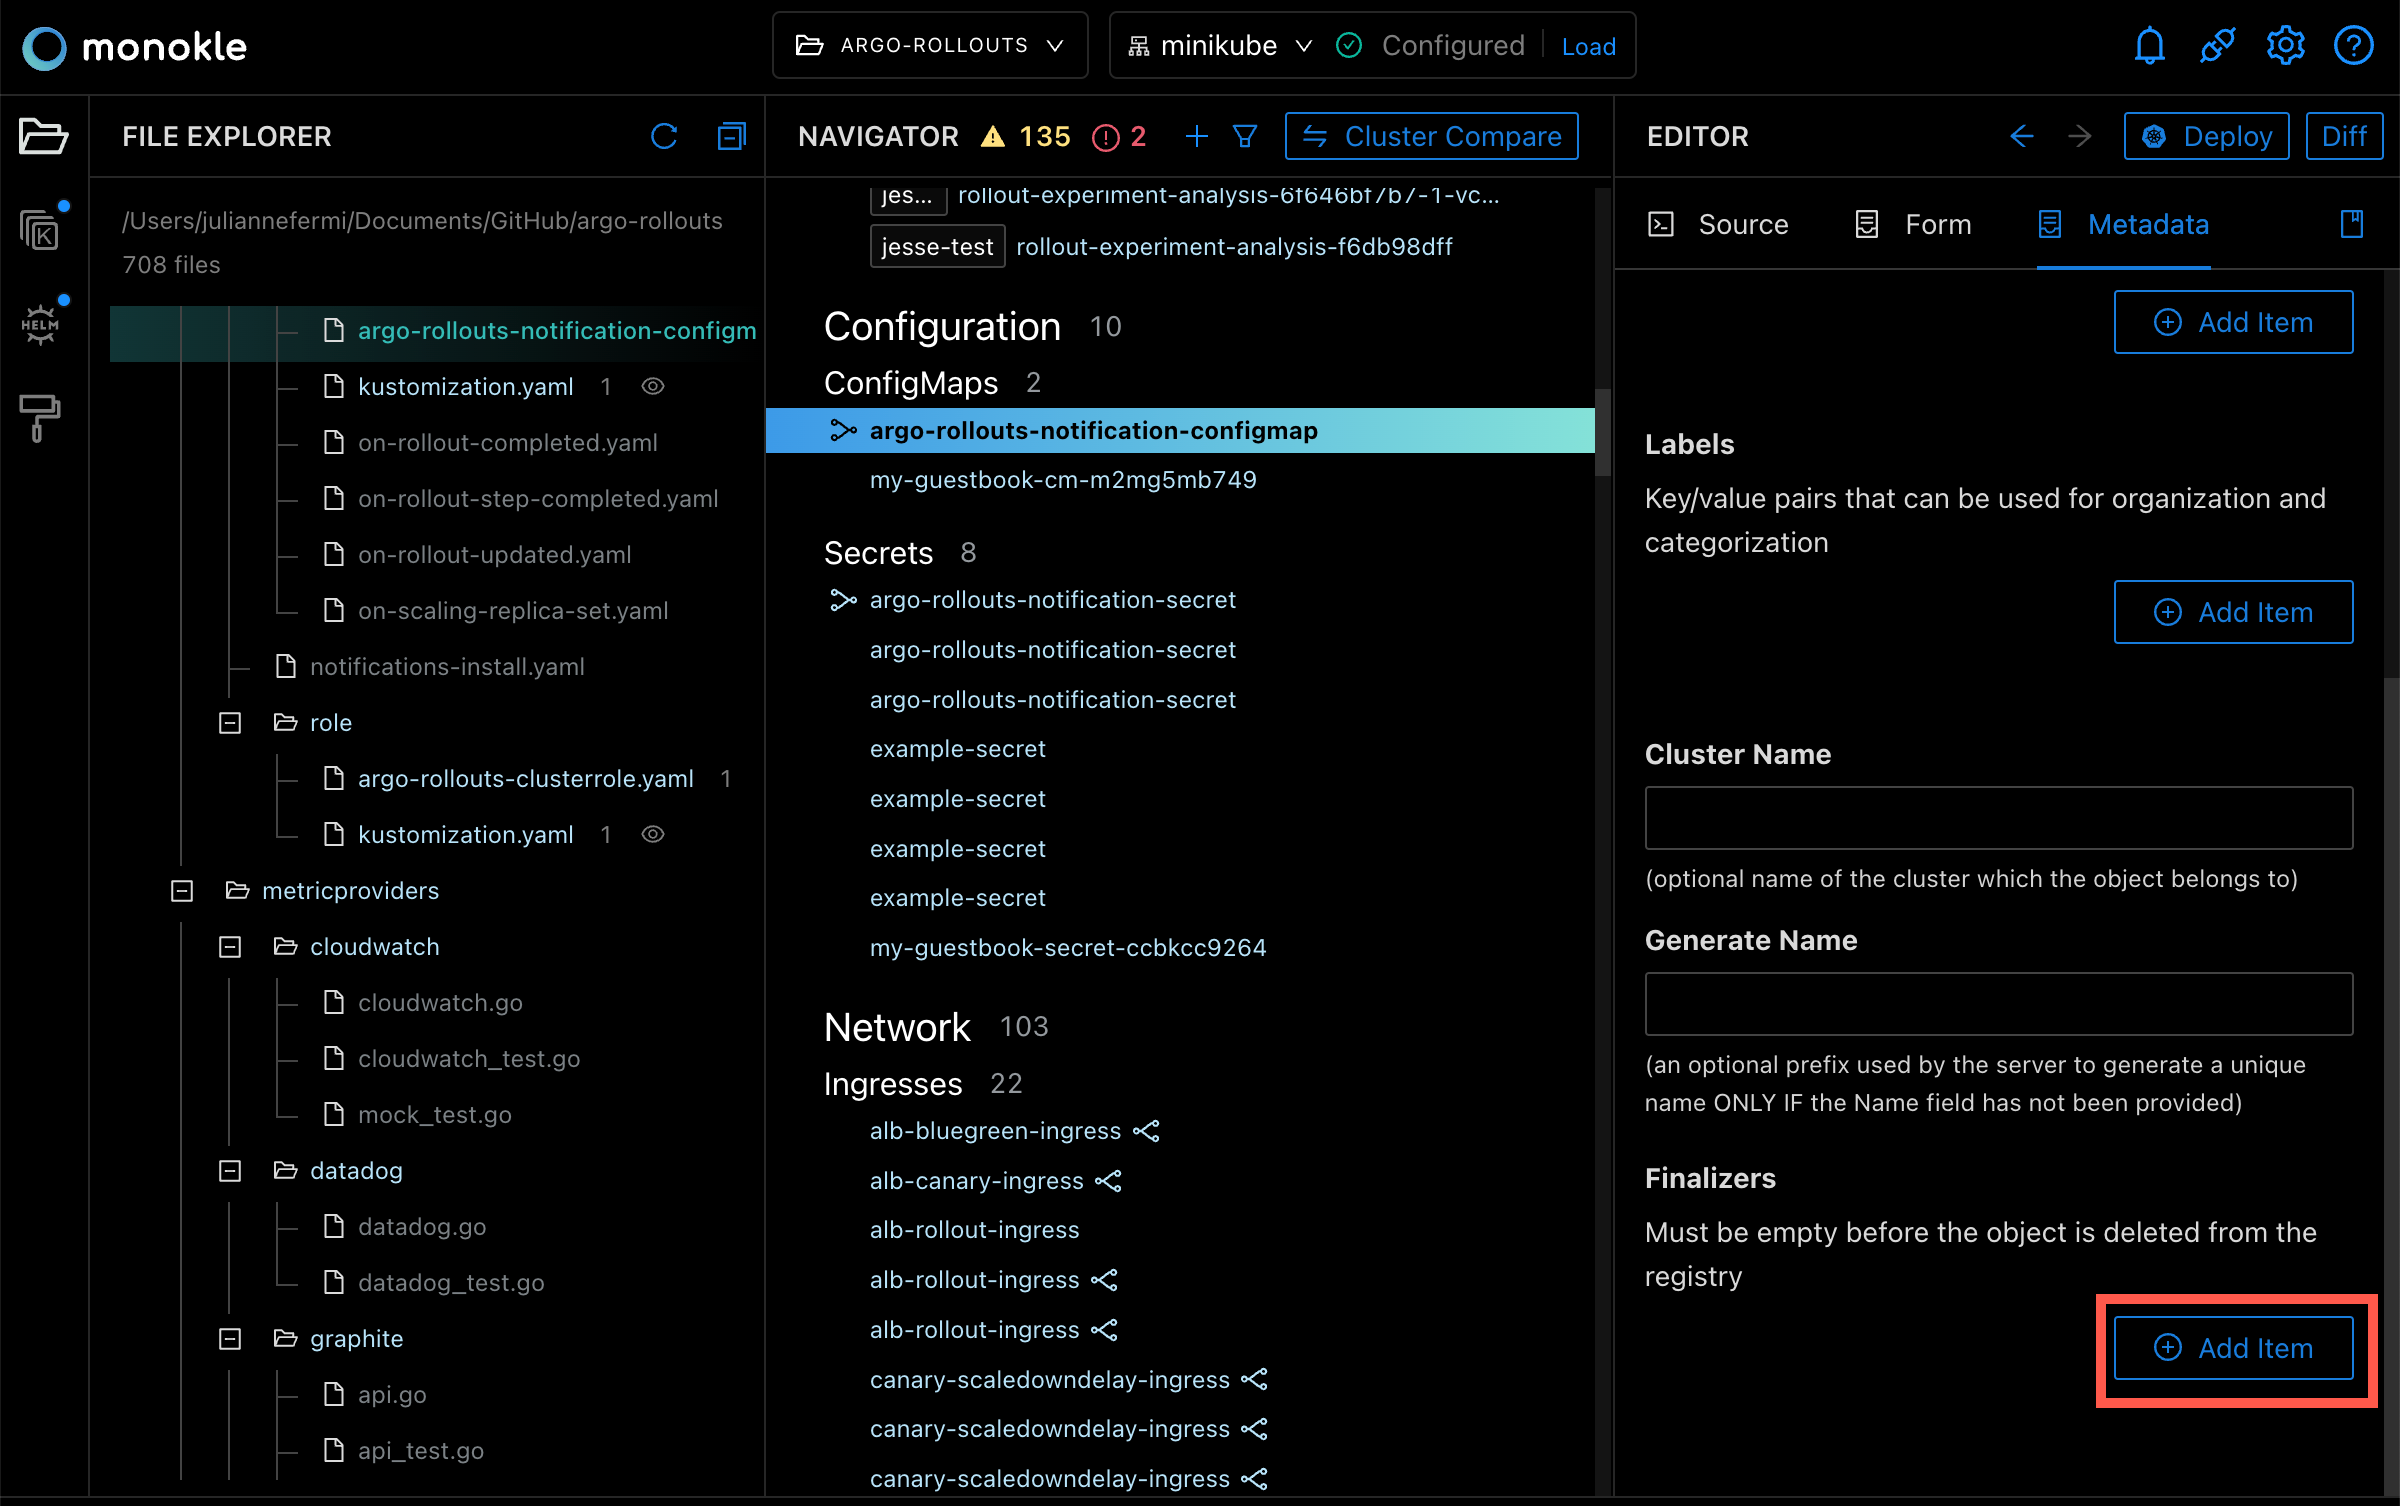 monokle
ARGO-ROLLOUTS
minikube Configured Load
FILE EXPLORER
/Users/juliannefermi/Documents/GitHub/argo-rollouts
708 files
argo-rollouts-notification-configm
kustomization.yaml 1
on-rollout-completed.yaml
on-rollout-step-completed.yaml
on-rollout-updated.yaml
on-scaling-replica-set.yaml
notifications-install.yaml
role
argo-rollouts-clusterrole.yaml 1
kustomization.yaml 1
metricproviders
cloudwatch
cloudwatch.go
cloudwatch_test.go
mock_test.go
datadog
datadog.go
datadog_test.go
graphite
api.go
api_test.go
K
HELM
NAVIGATOR 135 2
Cluster Compare
jes... rollout-experiment-analysis-6f646bf7b7-1-vc...
jesse-test rollout-experiment-analysis-f6db98dff
Configuration 10
ConfigMaps 2
argo-rollouts-notification-configmap
my-guestbook-cm-m2mg5mb749
Secrets 8
argo-rollouts-notification-secret
argo-rollouts-notification-secret
argo-rollouts-notification-secret
example-secret
example-secret
example-secret
example-secret
my-guestbook-secret-ccbkcc9264
Network 103
Ingresses 22
alb-bluegreen-ingress
alb-canary-ingress
alb-rollout-ingress
alb-rollout-ingress
alb-rollout-ingress
canary-scaledowndelay-ingress
canary-scaledowndelay-ingress
canary-scaledowndelay-ingress
EDITOR
Deploy
Diff
Source
Form
Metadata
Add Item
Labels
Key/value pairs that can be used for organization and
categorization
Add Item
Cluster Name
(optional name of the cluster which the object belongs to)
Generate Name
(an optional prefix used by the server to generate a unique
name ONLY IF the Name field has not been provided)
Finalizers
Must be empty before the object is deleted from the
registry
Add Item